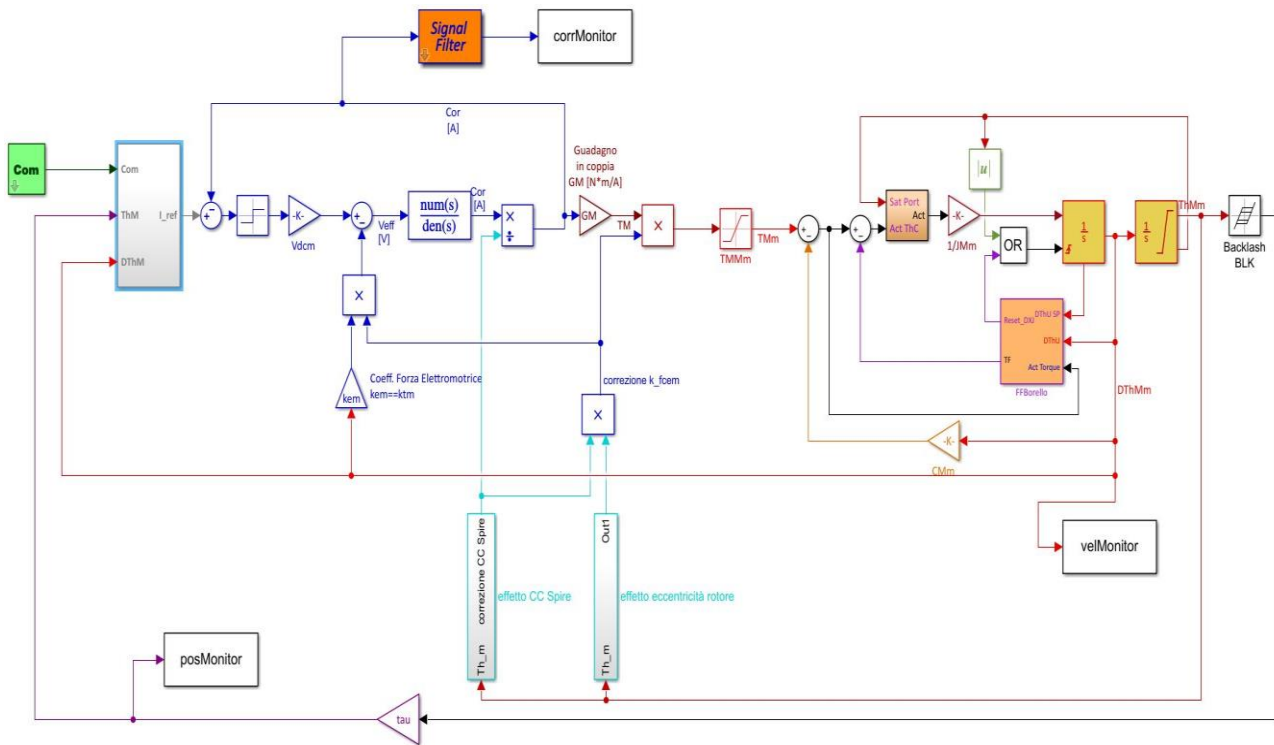 Signal
Filter
corrMonitor
Cor
[A]
Com
Com
ThM
DThM
I_ref
-K-
Vdcm
Veff
[V]
num(s)
den(s)
Cor
[A]
×
÷
Guadagno
in coppia
GM [N*m/A]
GM
TM
X
TMMm
TMm
|u|
Sat Port
Act
Act ThC
-K-
1/JMm
OR
1
s
1
s
ThMm
Backlash
BLK
X
kem
Coeff. Forza Elettromotrice
kem==ktm
correzione k_fcem
X
DThU SP
Reset_DXJ
DThU
TF
Act Torque
FFBorello
DThMm
-K-
CMm
velMonitor
correzione CC Spire
Th_m
effetto CC Spire
Out1
Th_m
effetto eccentricità rotore
posMonitor
tau